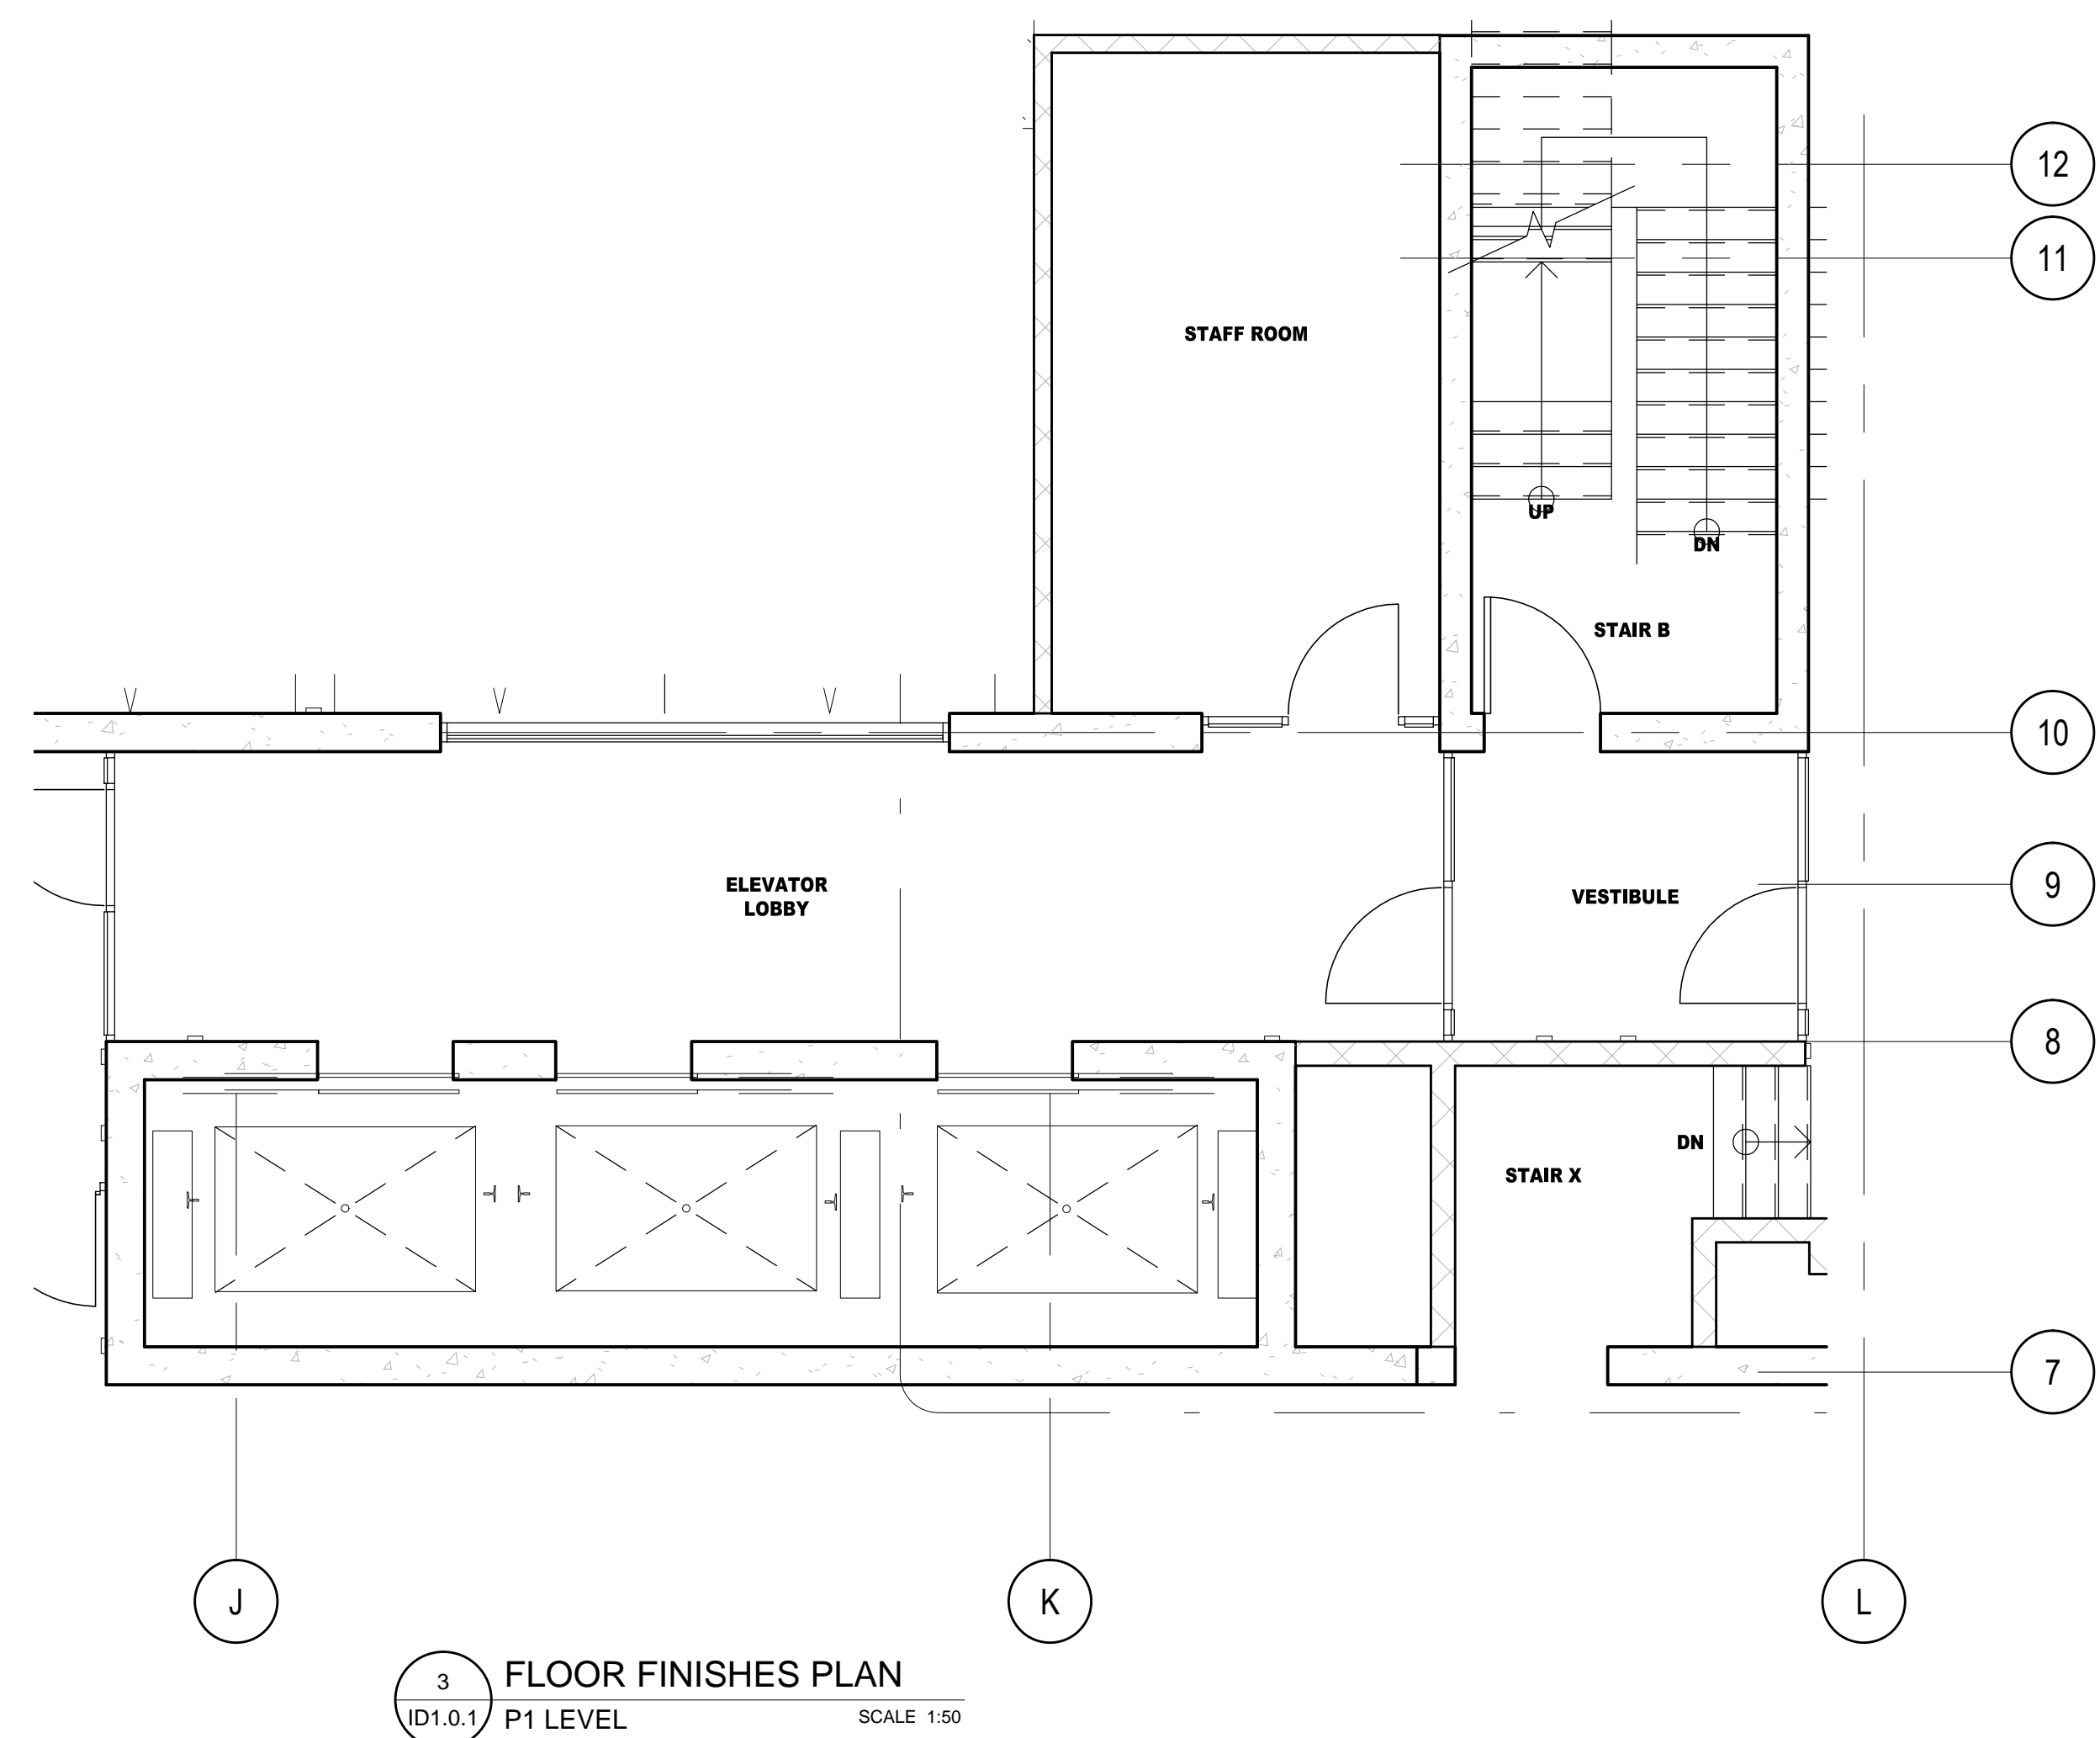 12
11
STAFF ROOM
UP
DN
STAIR B
10
9
ELEVATOR
LOBBY
VESTIBULE
8
DN
STAIR X
7
J
K
L
3
FLOOR FINISHES PLAN
ID1.0.1
P1 LEVEL
SCALE 1:50